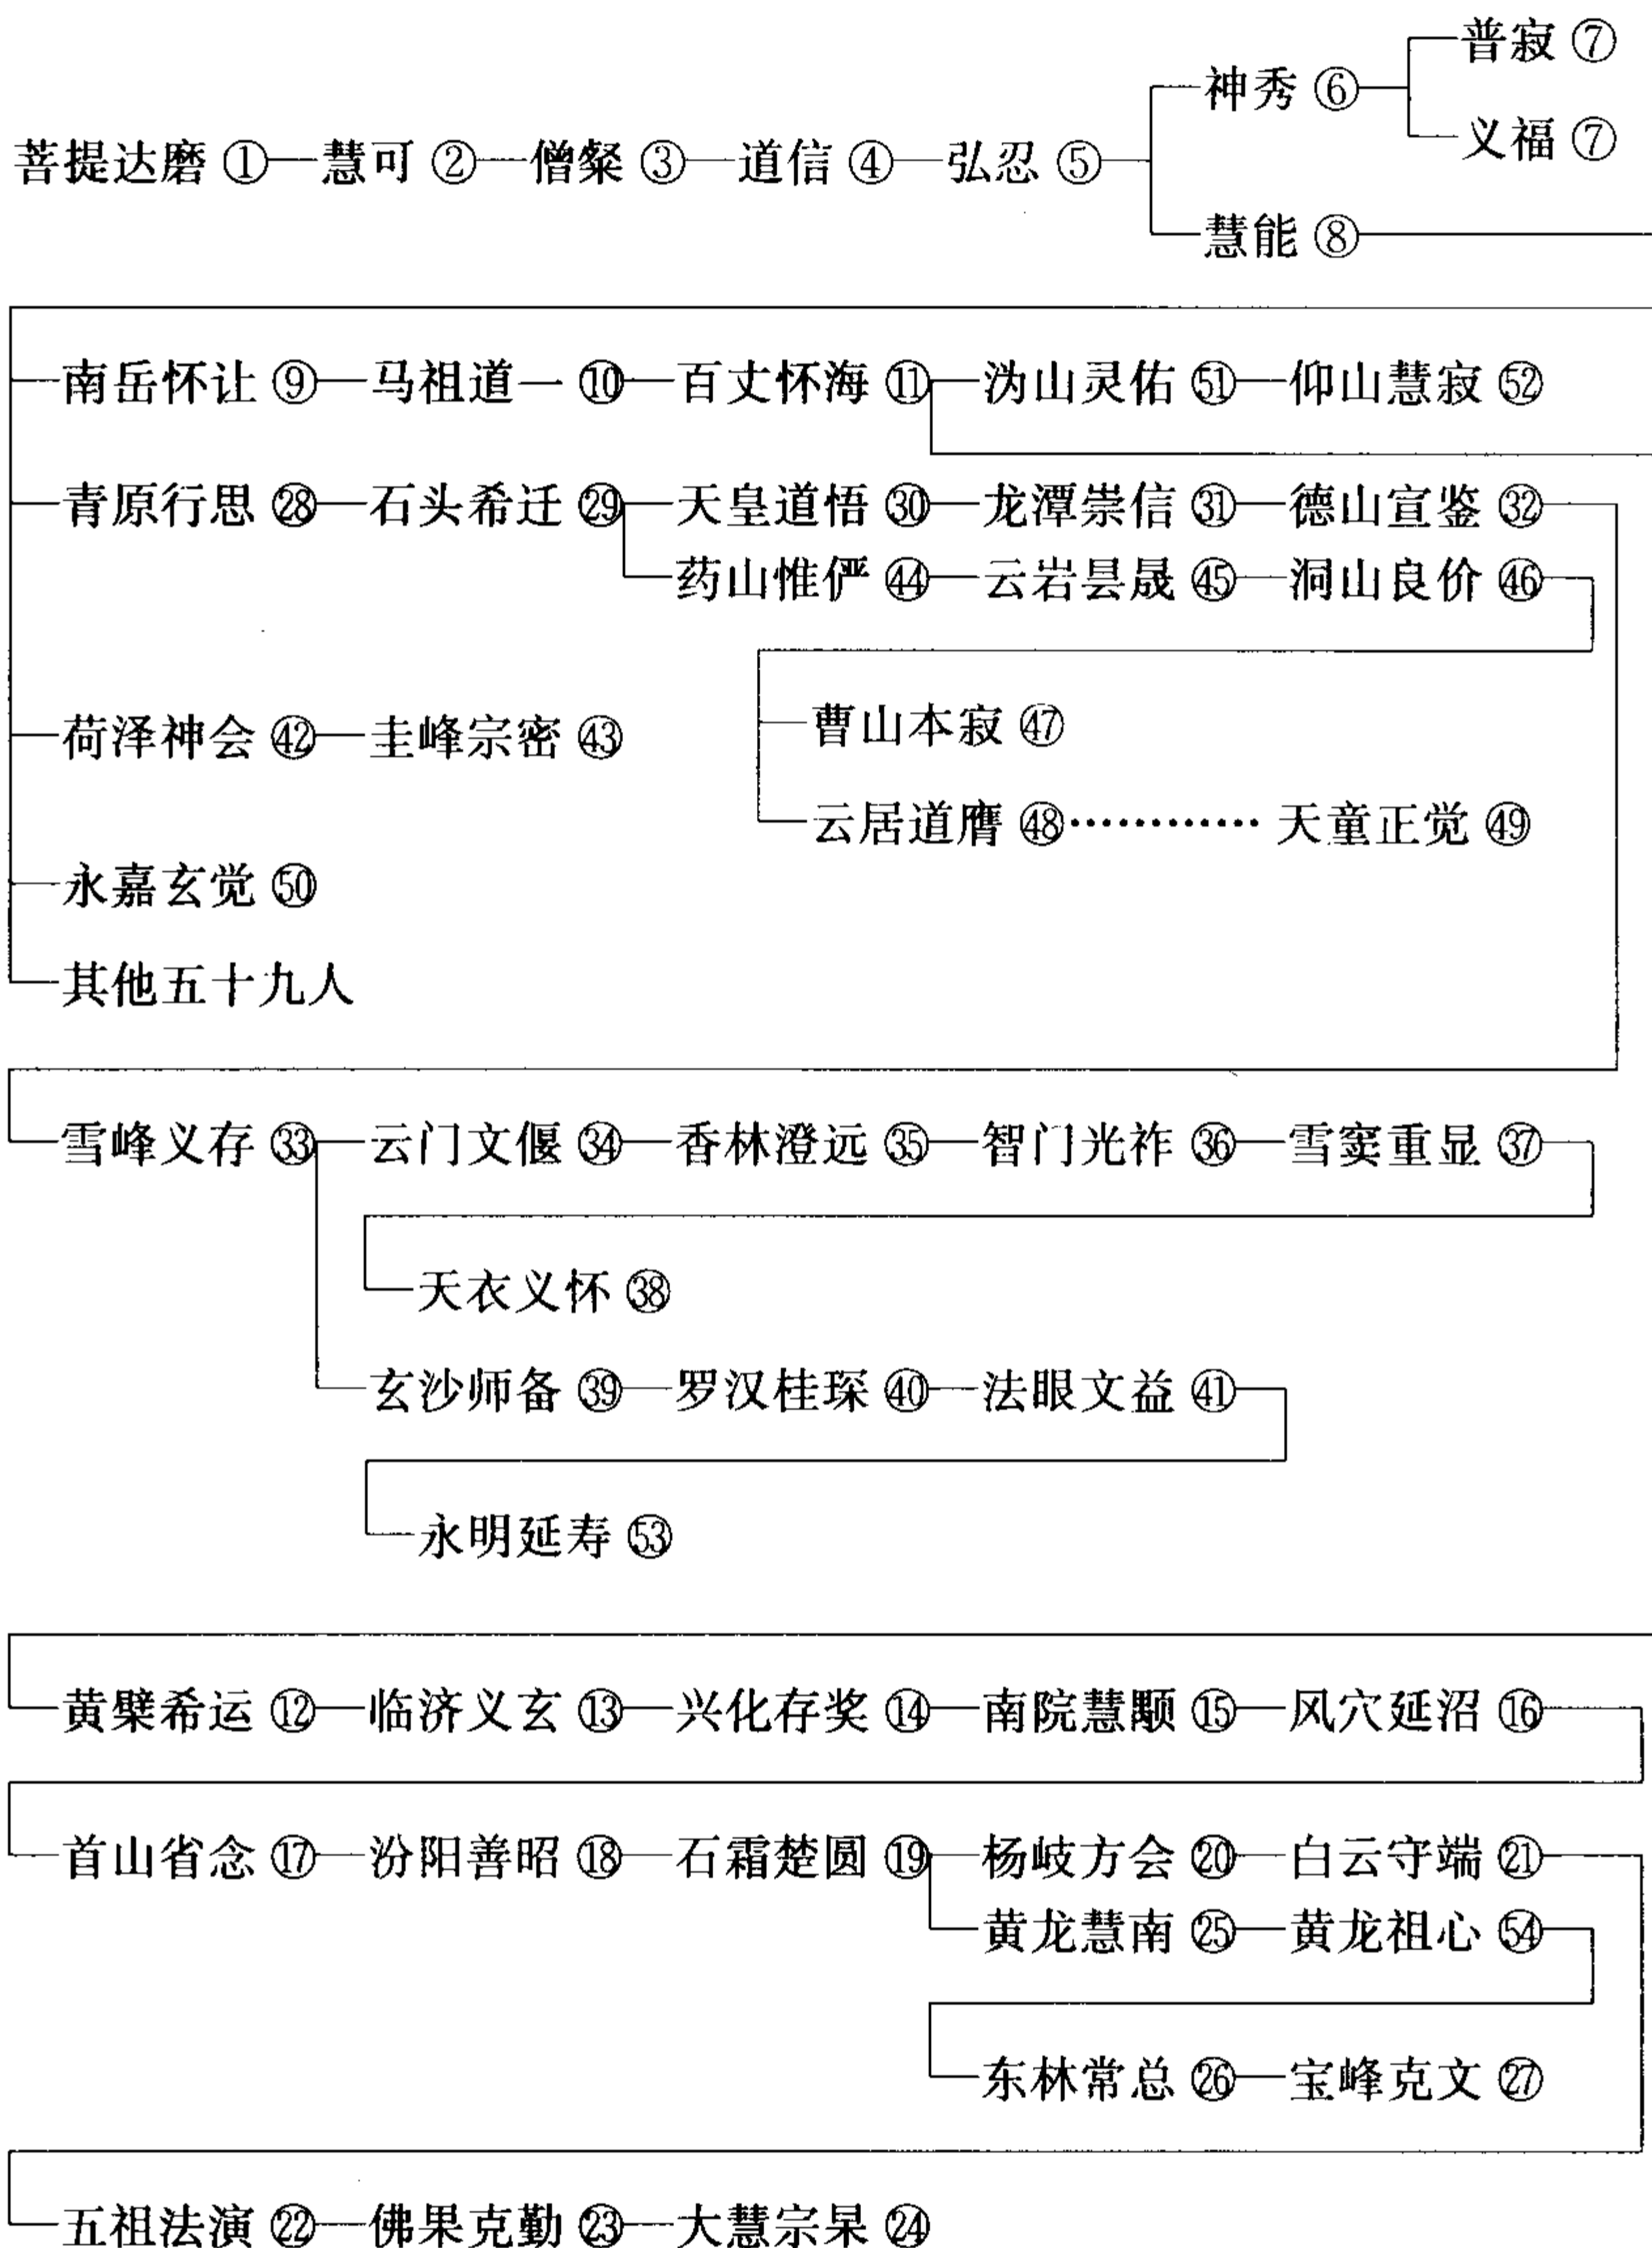 普寂 ⑦
神秀 ⑥
义福 ⑦
菩提达磨 ① 慧可 ② 僧粲 ③ 道信 ④ 弘忍 ⑤
慧能 ⑧
南岳怀让 ⑨ 马祖道一 ⑩ 百丈怀海 ⑪ 沩山灵佑 51 仰山慧寂 52
青原行思 ㉘ 石头希迁 ㉙ 天皇道悟 ㉚ 龙潭崇信 ㉛ 德山宣鉴 ㉜
药山惟俨 ㊹ 云岩昙晟 ㊺ 洞山良价 ㊻
曹山本寂 ㊼
荷泽神会 ㊷ 圭峰宗密 ㊸
云居道膺 ㊽ ············ 天童正觉 ㊾
永嘉玄觉 ㊿
其他五十九人
雪峰义存 ㉝ 云门文偃 ㉞ 香林澄远 ㉟ 智门光祚 ㊱ 雪窦重显 ㊲
天衣义怀 ㊳
玄沙师备 ㊴ 罗汉桂琛 ㊵ 法眼文益 ㊶
永明延寿 53
黄檗希运 ⑫ 临济义玄 ⑬ 兴化存奖 ⑭ 南院慧颙 ⑮ 风穴延沼 ⑯
首山省念 ⑰ 汾阳善昭 ⑱ 石霜楚圆 ⑲ 杨岐方会 ⑳ 白云守端 ㉑
黄龙慧南 ㉕ 黄龙祖心 54
东林常总 ㉖ 宝峰克文 ㉗
五祖法演 ㉒ 佛果克勤 ㉓ 大慧宗杲 ㉔